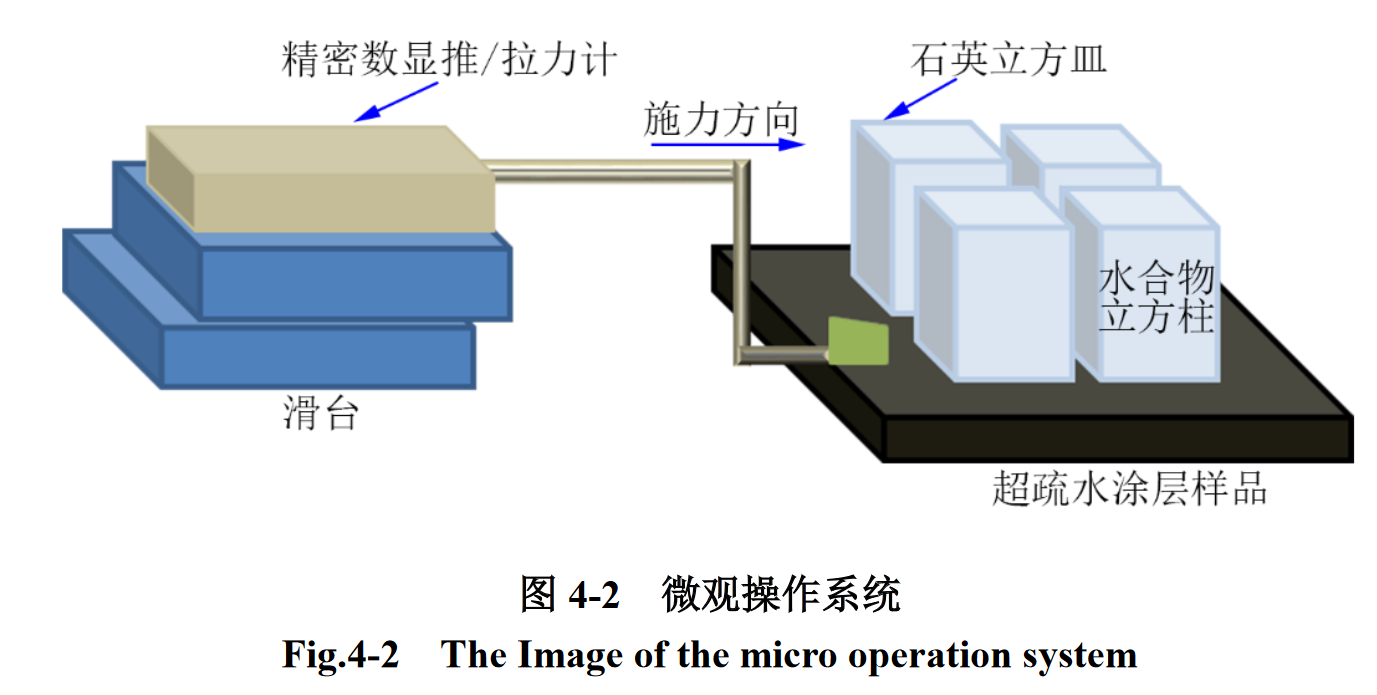 精密数显推/拉力计
石英立方皿
施力方向
水合物
立方柱
滑台
超疏水涂层样品
图 4-2 微观操作系统
Fig.4-2 The Image of the micro operation system